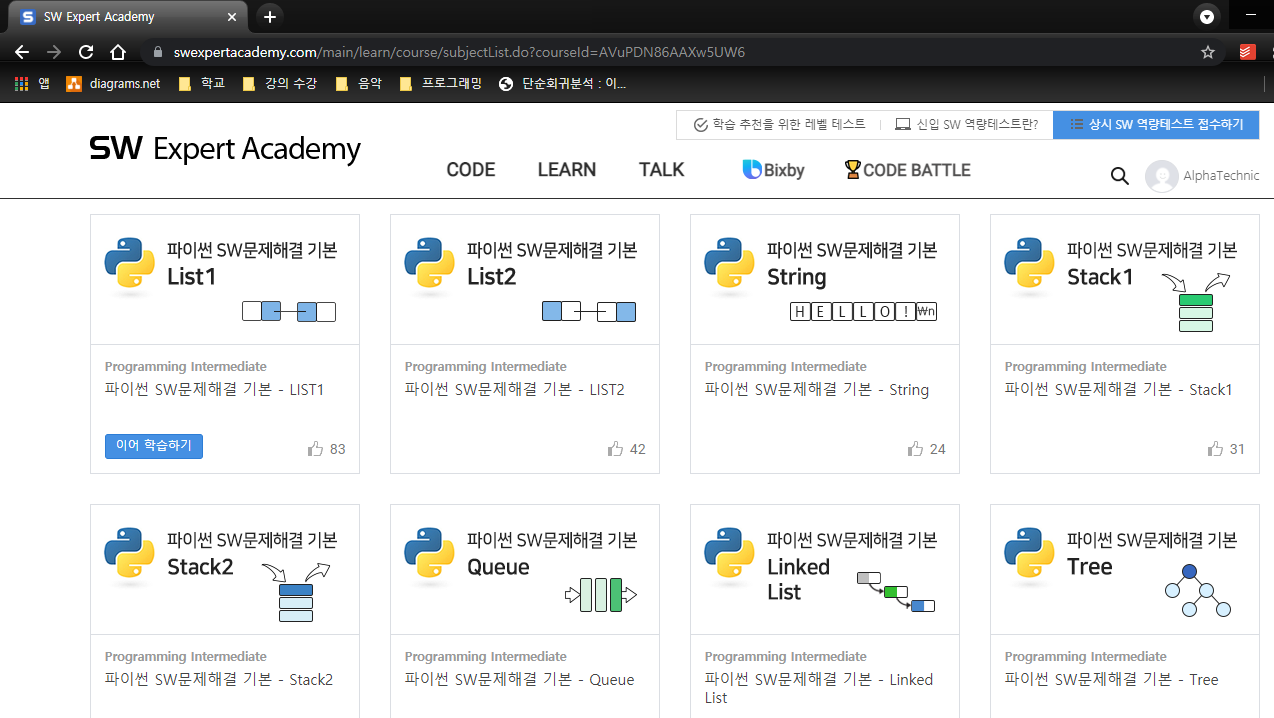 SW Expert Academy
swexpertacademy.com/main/learn/course/subjectList.do?courseId=AVuPDN86AAXw5UW6
앱 diagrams.net 학교 강의 수강 음악 프로그래밍 단순회귀분석 : 이...
학습 추천을 위한 레벨 테스트 신입 SW 역량테스트란? 상시 SW 역량테스트 접수하기
SW Expert Academy
CODE LEARN TALK Bixby CODE BATTLE
AlphaTechnic
파이썬 SW문제해결 기본
List1
Programming Intermediate
파이썬 SW문제해결 기본 - LIST1
이어 학습하기 83
파이썬 SW문제해결 기본
List2
Programming Intermediate
파이썬 SW문제해결 기본 - LIST2
42
파이썬 SW문제해결 기본
String
HELLO!₩n
Programming Intermediate
파이썬 SW문제해결 기본 - String
24
파이썬 SW문제해결 기본
Stack1
Programming Intermediate
파이썬 SW문제해결 기본 - Stack1
31
파이썬 SW문제해결 기본
Stack2
Programming Intermediate
파이썬 SW문제해결 기본 - Stack2
파이썬 SW문제해결 기본
Queue
Programming Intermediate
파이썬 SW문제해결 기본 - Queue
파이썬 SW문제해결 기본
Linked
List
Programming Intermediate
파이썬 SW문제해결 기본 - Linked
List
파이썬 SW문제해결 기본
Tree
Programming Intermediate
파이썬 SW문제해결 기본 - Tree